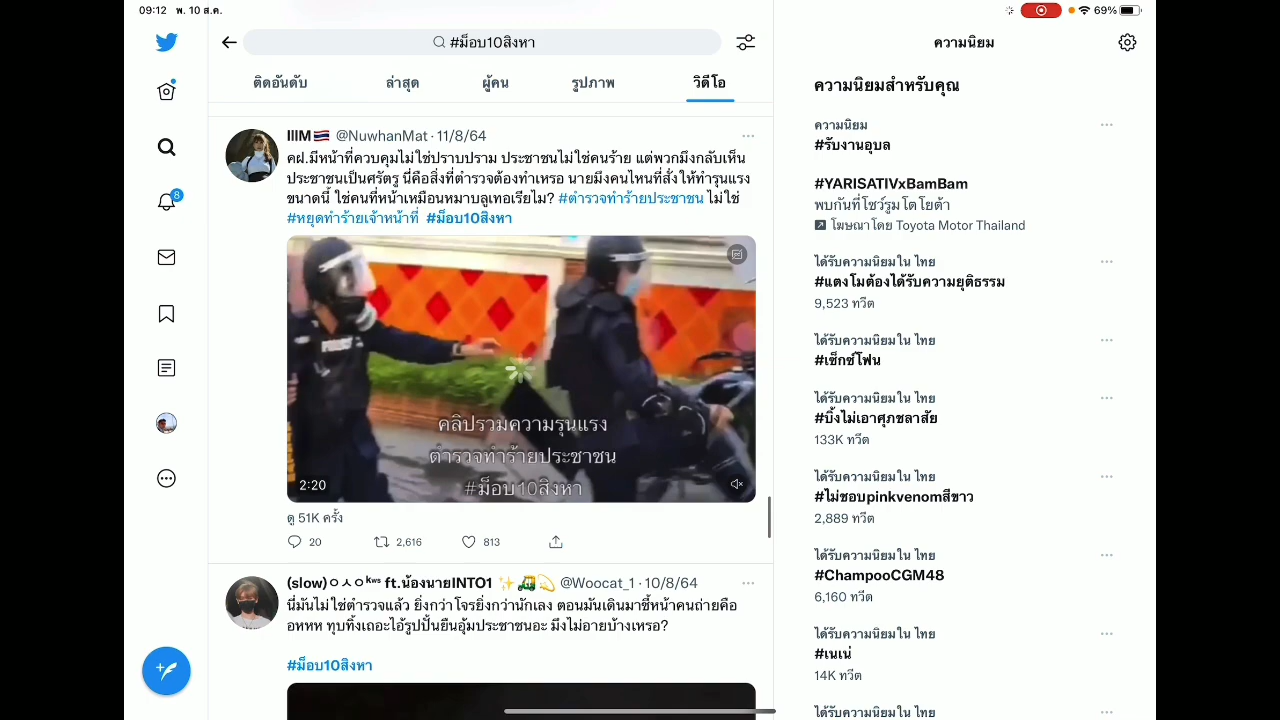 09:12 พ. 10 ส.ค.
69%
#ม็อบ10สิงหา
ติดอันดับ ล่าสุด ผู้คน รูปภาพ วิดีโอ
lllM🇹🇭 @NuwhanMat · 11/8/64
คฝ.มีหน้าที่ควบคุมไม่ใช่ปราบปราม ประชาชนไม่ใช่คนร้าย แต่พวกมึงกลับเห็น
ประชาชนเป็นศรัตรู นี่คือสิ่งที่ตำรวจต้องทำเหรอ นายมึงคนไหนที่สั่งให้ทำรุนแรง
ขนาดนี้ ใช่คนที่หน้าเหมือนหมาบลูเทอเรียไม? #ตำรวจทำร้ายประชาชน ไม่ใช่
#หยุดทำร้ายเจ้าหน้าที่ #ม็อบ10สิงหา
คลิปรวมความรุนแรง
ตำรวจทำร้ายประชาชน
#ม็อบ10สิงหา
2:20
ดู 51K ครั้ง
20 2,616 813
(slow)ㅇㅅㅇᵏʷˢ ft.น้องนายINTO1 ✨🛺💫 @Woocat_1 · 10/8/64
นี่มันไม่ใช่ตำรวจแล้ว ยิ่งกว่าโจรยิ่งกว่านักเลง ตอนมันเดินมาชี้หน้าคนถ่ายคือ
อหหห ทุบทิ้งเถอะไอ้รูปปั้นยืนอุ้มประชาชนอะ มึงไม่อายบ้างเหรอ?
#ม็อบ10สิงหา
8
ความนิยม
ความนิยมสำหรับคุณ
ความนิยม
#รับงานอุบล
#YARISATIVxBamBam
พบกันที่โชว์รูมโตโยต้า
โฆษณาโดย Toyota Motor Thailand
ได้รับความนิยมใน ไทย
#แตงโมต้องได้รับความยุติธรรม
9,523 ทวีต
ได้รับความนิยมใน ไทย
#เซ็กซ์โฟน
ได้รับความนิยมใน ไทย
#บิ้งไม่เอาศุภชลาสัย
133K ทวีต
ได้รับความนิยมใน ไทย
#ไม่ชอบpinkvenomสีขาว
2,889 ทวีต
ได้รับความนิยมใน ไทย
#ChampooCGM48
6,160 ทวีต
ได้รับความนิยมใน ไทย
#เนเน่
14K ทวีต
ได้รับความนิยมใน ไทย